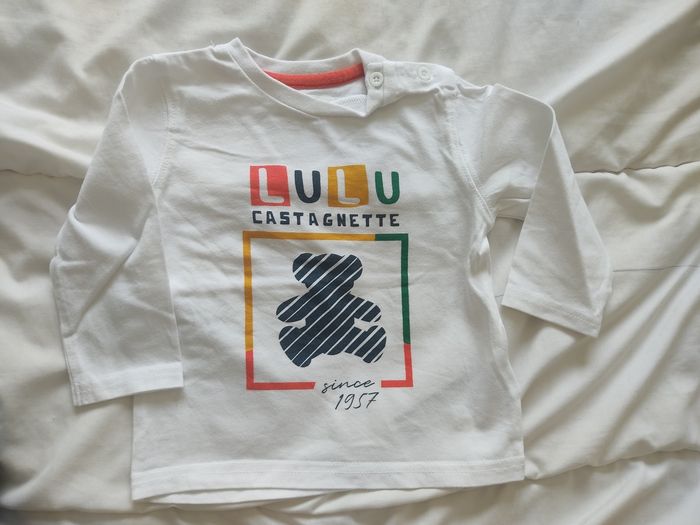 LULU
CASTAGNETTE
since
1957